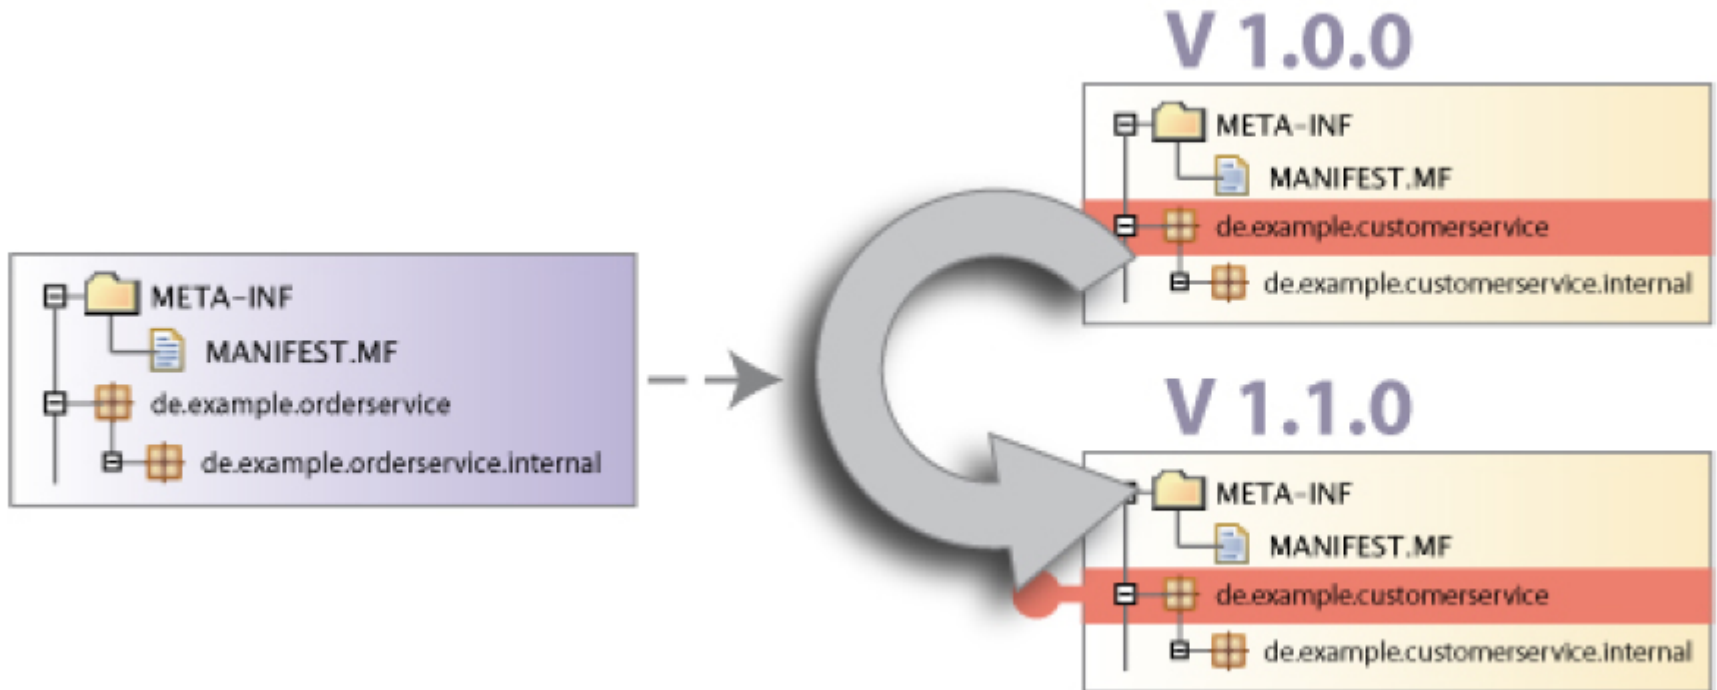 META-INF
MANIFEST.MF
de.example.orderservice
de.example.orderservice.internal
V 1.0.0
META-INF
MANIFEST.MF
de.example.customerservice
de.example.customerservice.internal
V 1.1.0
META-INF
MANIFEST.MF
de.example.customerservice
de.example.customerservice.internal